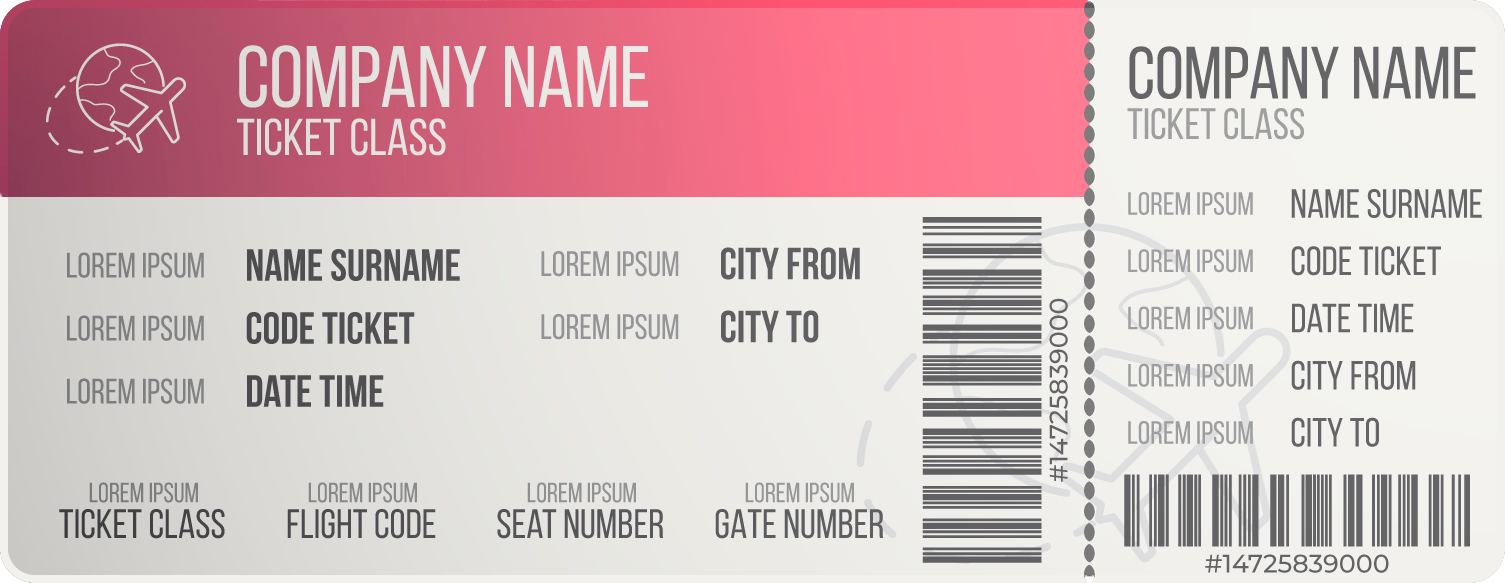 COMPANY NAME
TICKET CLASS
LOREM IPSUM NAME SURNAME LOREM IPSUM CITY FROM
LOREM IPSUM CODE TICKET LOREM IPSUM CITY TO
LOREM IPSUM DATE TIME
LOREM IPSUM LOREM IPSUM LOREM IPSUM LOREM IPSUM
TICKET CLASS FLIGHT CODE SEAT NUMBER GATE NUMBER
#14725839000
COMPANY NAME
TICKET CLASS
LOREM IPSUM NAME SURNAME
LOREM IPSUM CODE TICKET
LOREM IPSUM DATE TIME
LOREM IPSUM CITY FROM
LOREM IPSUM CITY TO
#14725839000